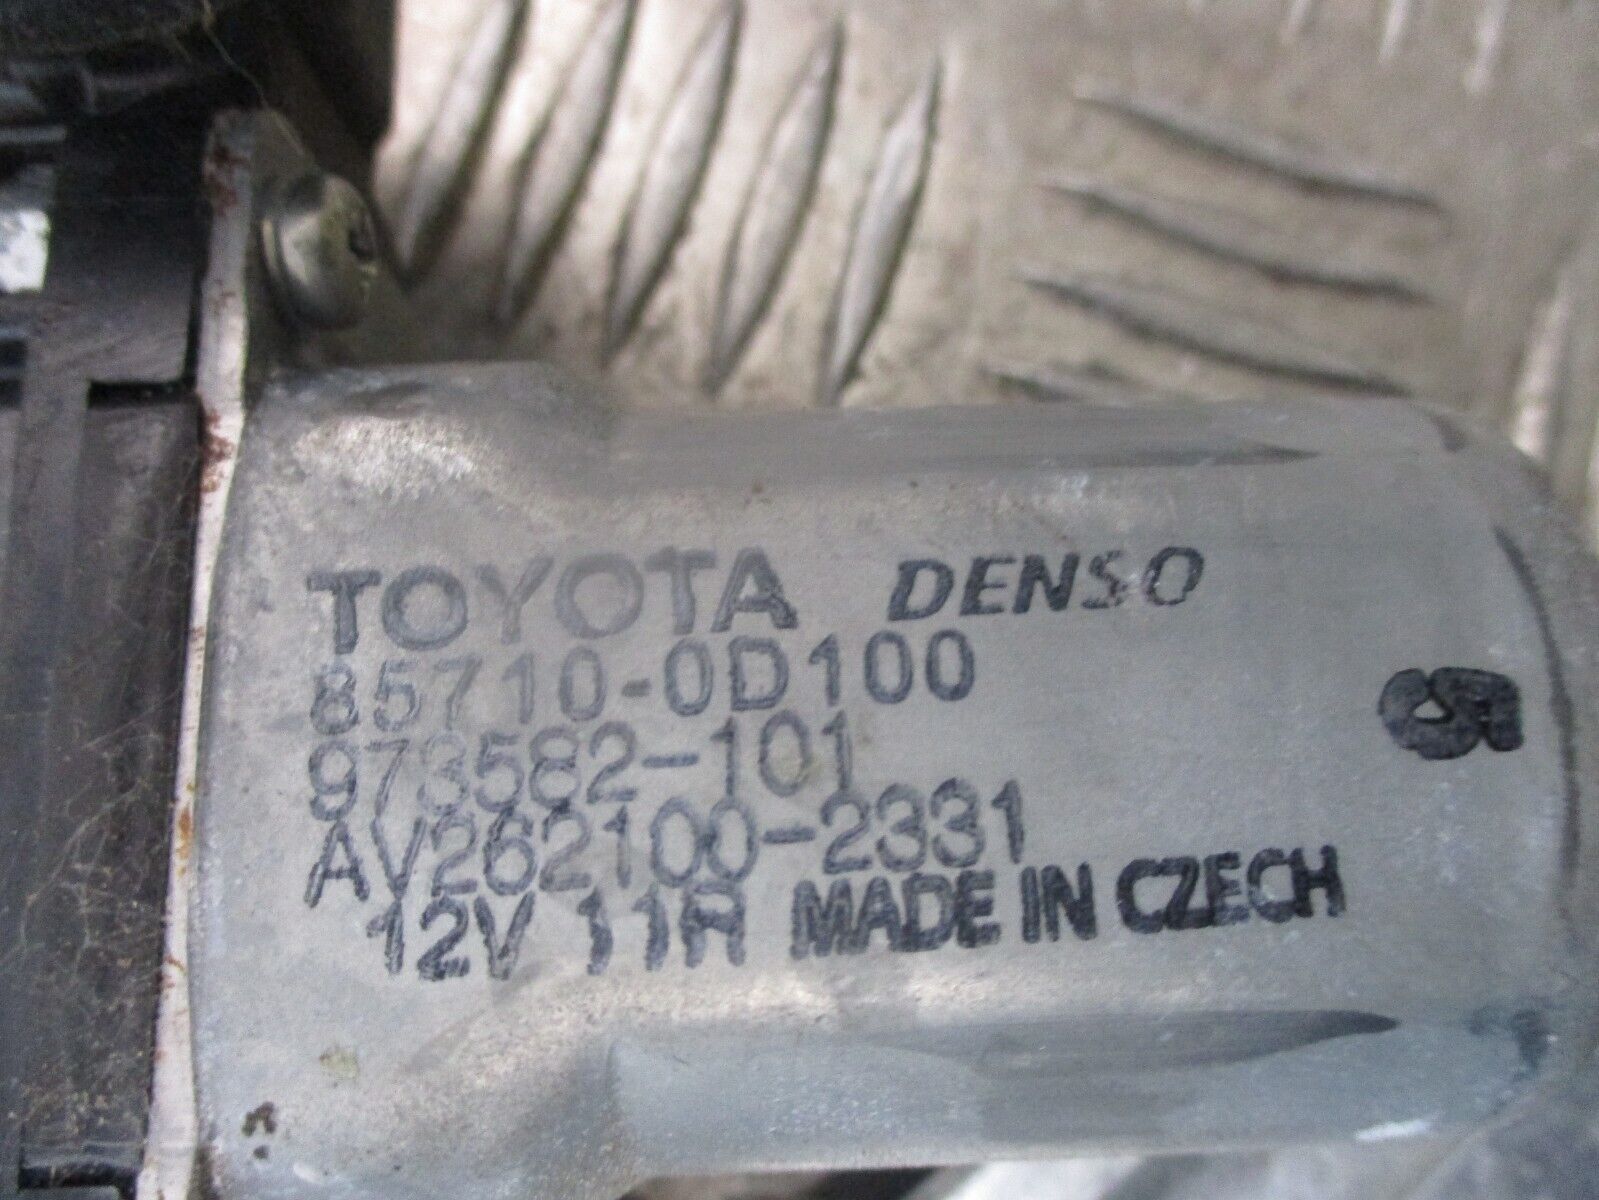 TOYOTA DENSO
85710-0D100
973582-101
AV262100-2331
12V 11R MADE IN CZECH